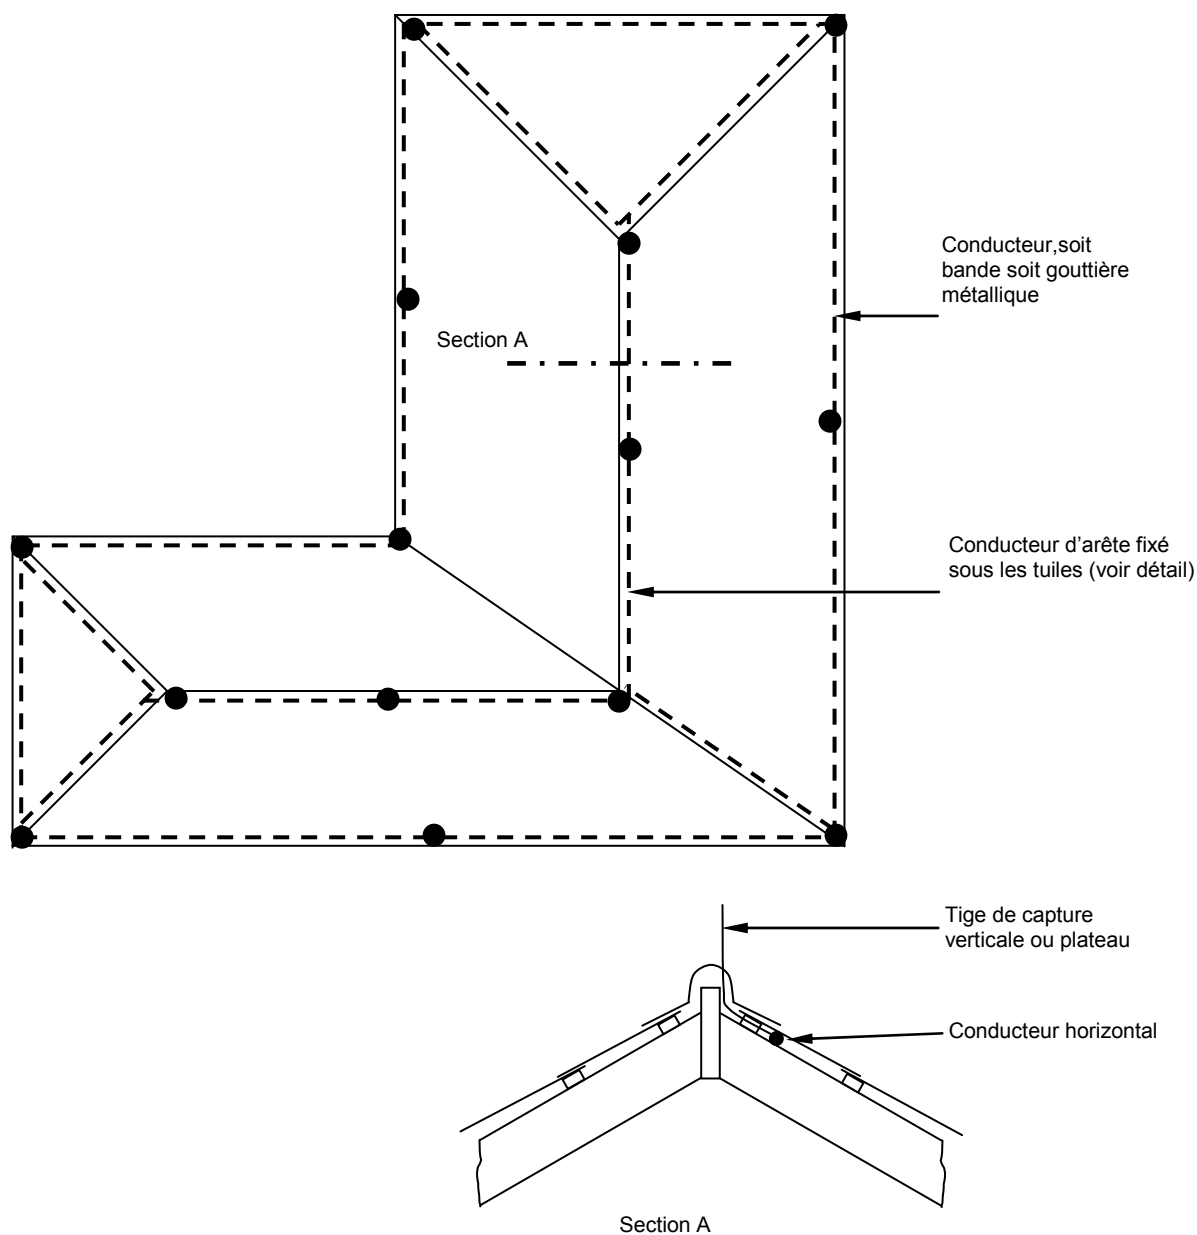 Conducteur,soit
bande soit gouttière
métallique
Section A
Conducteur d'arête fixé
sous les tuiles (voir détail)
Tige de capture
verticale ou plateau
Conducteur horizontal
Section A